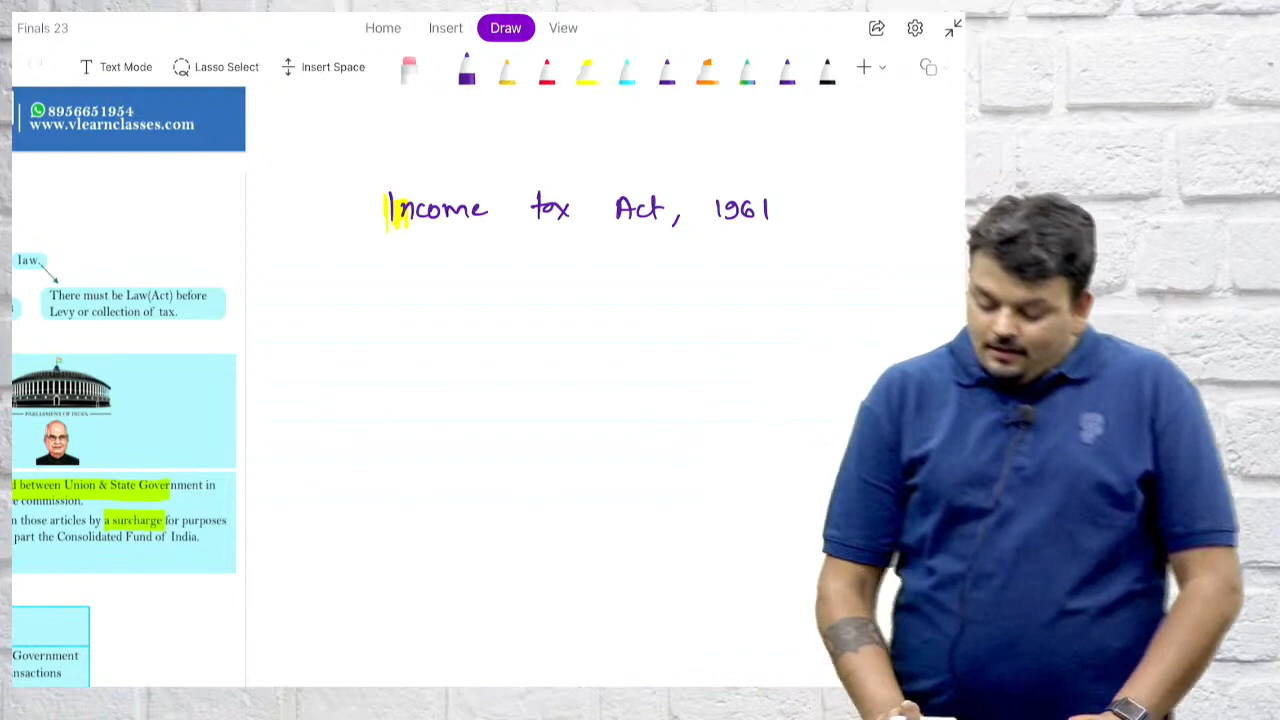 Finals 23
Home Insert Draw View
Text Mode Lasso Select Insert Space
8956651954
www.vlearnclasses.com
Income tax Act, 1961
law.
There must be Law(Act) before
Levy or collection of tax.
PARLIAMENT OF INDIA
between Union & State Government in
commission.
those articles by a surcharge for purposes
part the Consolidated Fund of India.
Government